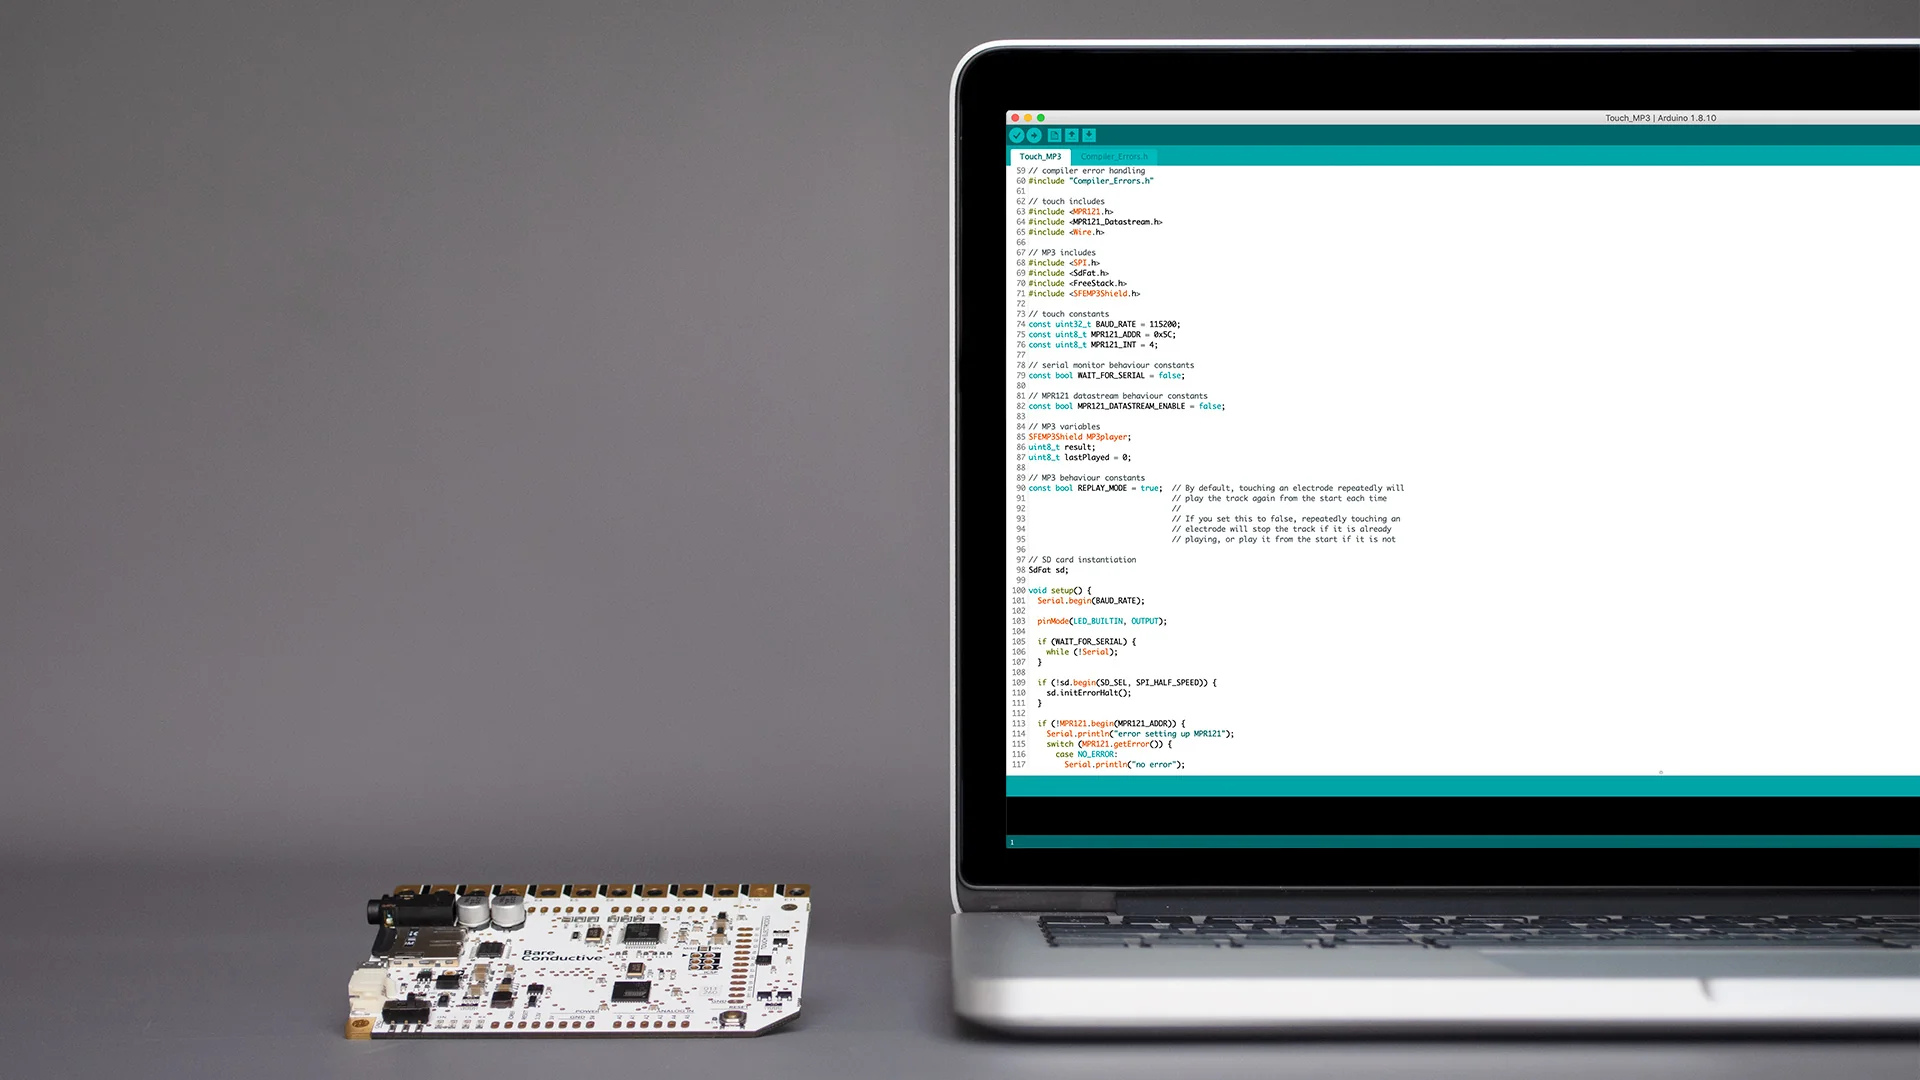 Touch_MP3 | Arduino 1.8.10
Touch_MP3 Compiler_Errors.h
59 // compiler error handling
60 #include "Compiler_Errors.h"
61
62 // touch includes
63 #include <MPR121.h>
64 #include <MPR121_Datastream.h>
65 #include <Wire.h>
66
67 // MP3 includes
68 #include <SPI.h>
69 #include <SdFat.h>
70 #include <FreeStack.h>
71 #include <SFEMP3Shield.h>
72
73 // touch constants
74 const uint32_t BAUD_RATE = 115200;
75 const uint8_t MPR121_ADDR = 0x5C;
76 const uint8_t MPR121_INT = 4;
77
78 // serial monitor behaviour constants
79 const bool WAIT_FOR_SERIAL = false;
80
81 // MPR121 datastream behaviour constants
82 const bool MPR121_DATASTREAM_ENABLE = false;
83
84 // MP3 variables
85 SFEMP3Shield MP3player;
86 uint8_t result;
87 uint8_t lastPlayed = 0;
88
89 // MP3 behaviour constants
90 const bool REPLAY_MODE = true; // By default, touching an electrode repeatedly will
91 // play the track again from the start each time
92 //
93 // If you set this to false, repeatedly touching an
94 // electrode will stop the track if it is already
95 // playing, or play it from the start if it is not
96
97 // SD card instantiation
98 SdFat sd;
99
100 void setup() {
101 Serial.begin(BAUD_RATE);
102
103 pinMode(LED_BUILTIN, OUTPUT);
104
105 if (WAIT_FOR_SERIAL) {
106 while (!Serial);
107 }
108
109 if (!sd.begin(SD_SEL, SPI_HALF_SPEED)) {
110 sd.initErrorHalt();
111 }
112
113 if (!MPR121.begin(MPR121_ADDR)) {
114 Serial.println("error setting up MPR121");
115 switch (MPR121.getError()) {
116 case NO_ERROR:
117 Serial.println("no error");
1
Bare
Conductive
POWER
ANALOG IN
GND
RESET